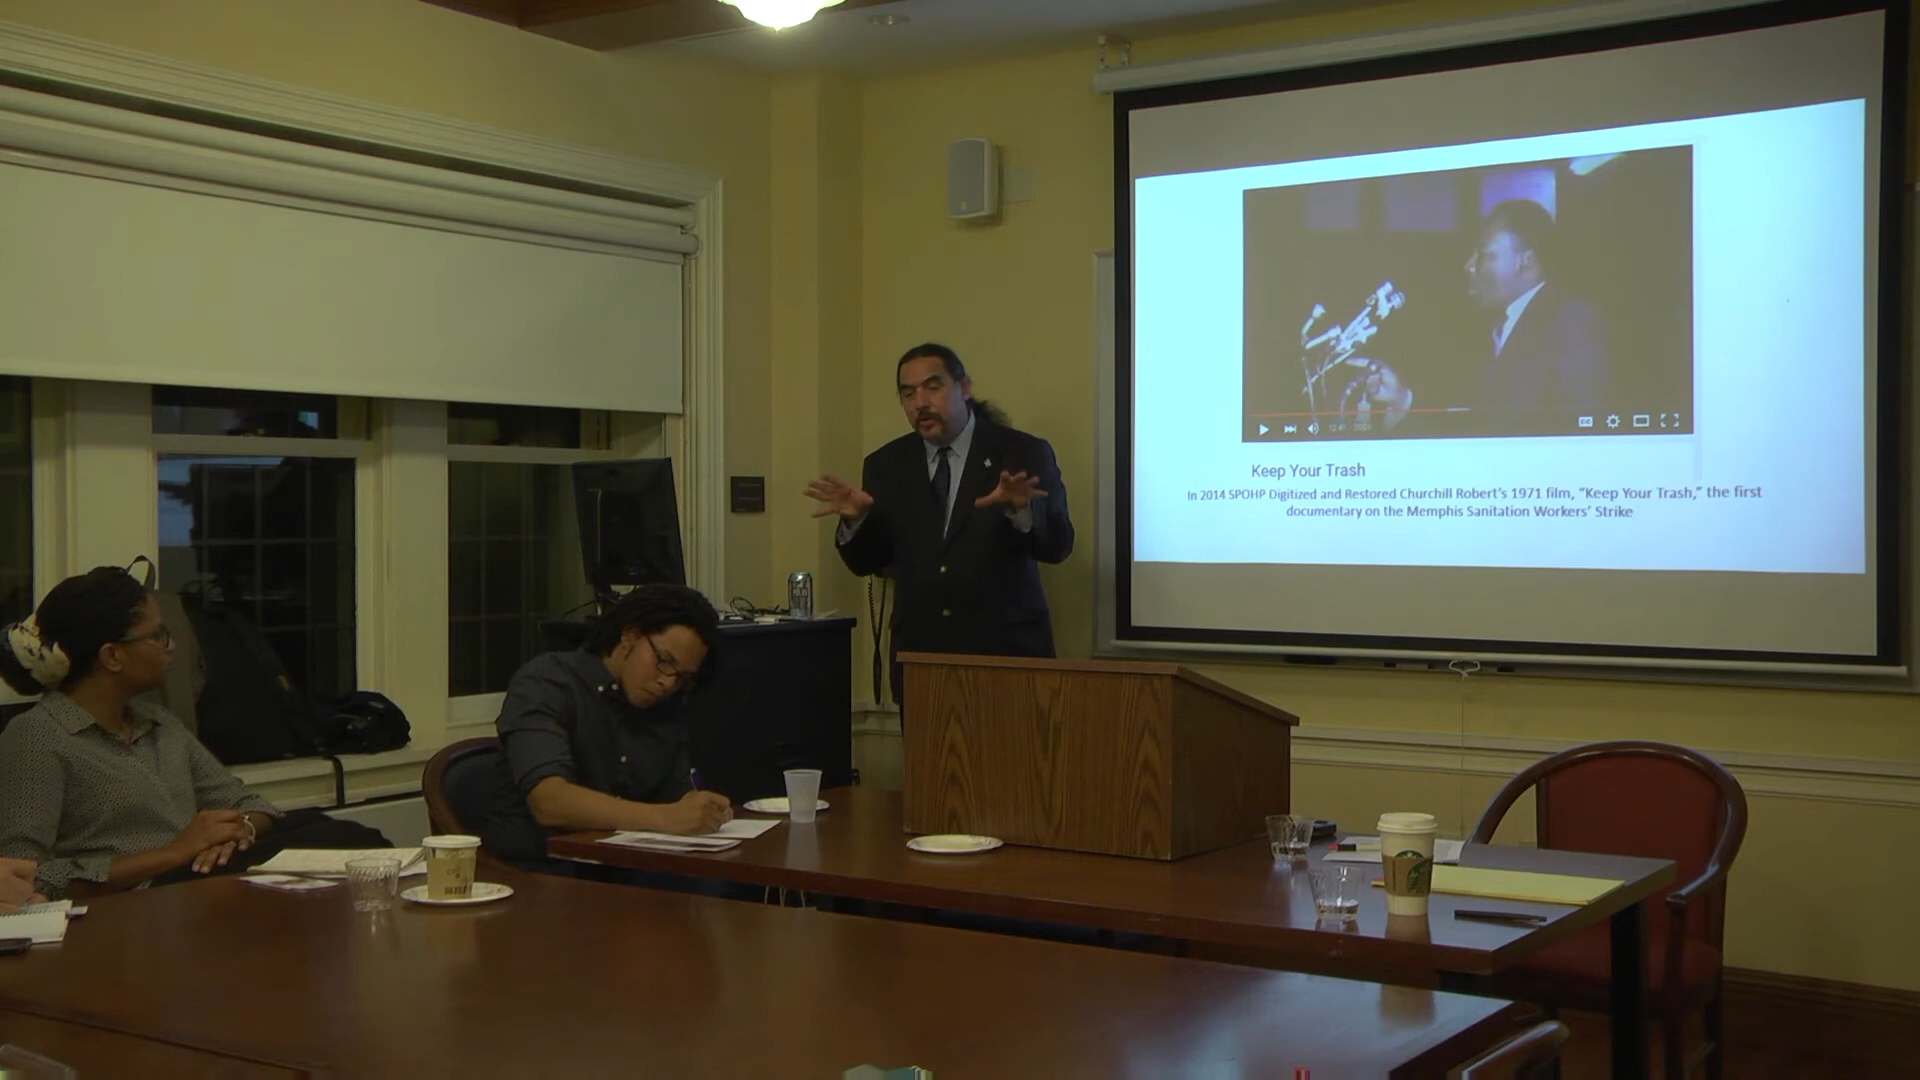 CC
Keep Your Trash
In 2014 SPOHP Digitized and Restored Churchill Robert's 1971 film, "Keep Your Trash," the first
documentary on the Memphis Sanitation Workers' Strike